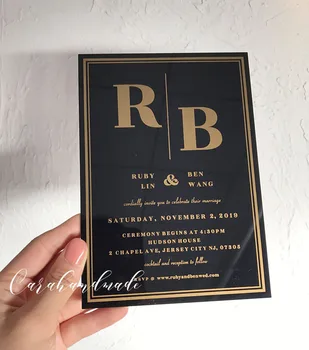 R B
RUBY LIN & BEN WANG
cordially invite you to celebrate their marriage
SATURDAY, NOVEMBER 2, 2019
CEREMONY BEGINS AT 4:30PM
HUDSON HOUSE
2 CHAPEL AVE, JERSEY CITY NJ, 07305
cocktail and reception to follow
RSVP @ www.rubyandbenwed.com
Carahandmade